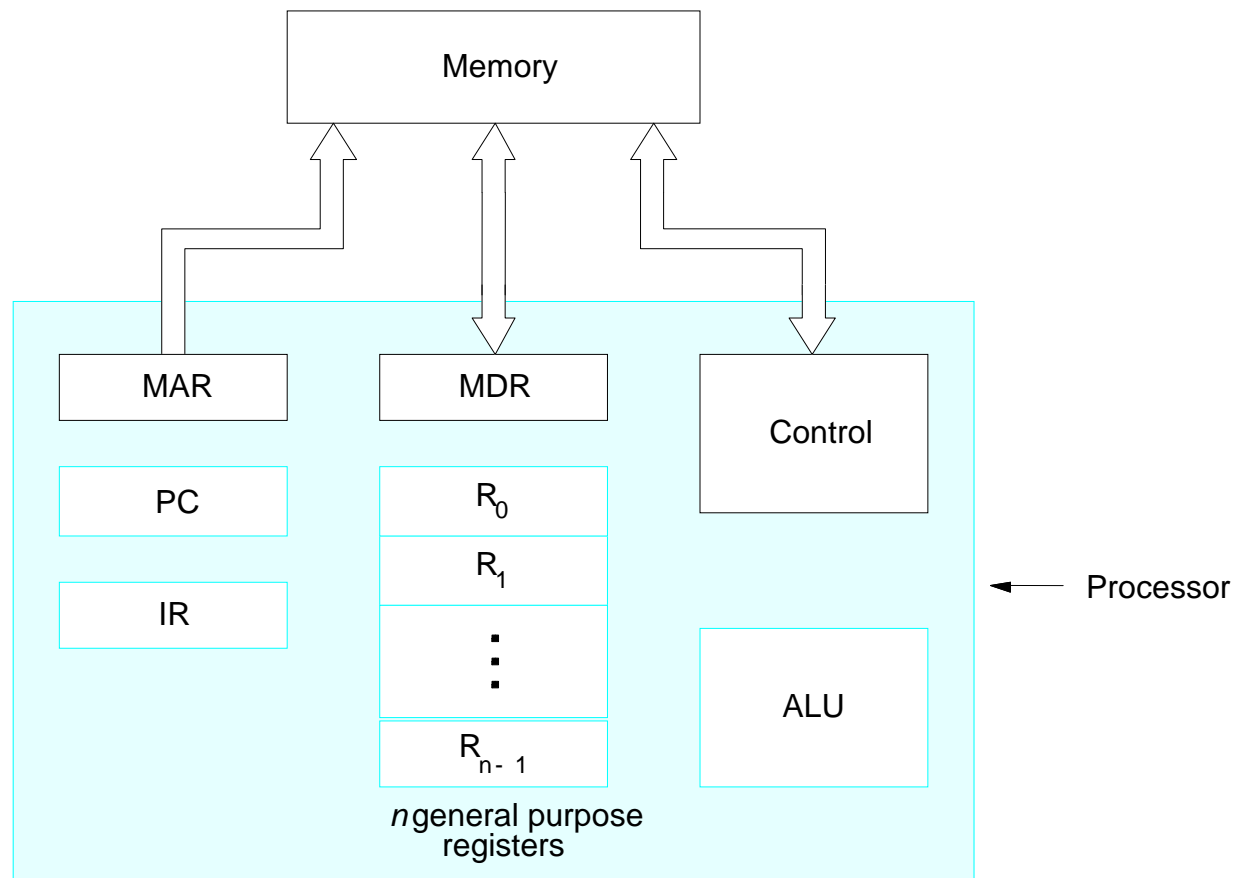 Memory
MAR
MDR
Control
PC
R0
R1
IR
Processor
ALU
Rn- 1
n general purpose
registers